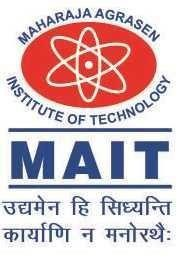 MAHARAJA AGRASEN
INSTITUTE OF TECHNOLOGY
MAIT
उद्यमेन हि सिध्यन्ति
कार्याणि न मनोरथैः